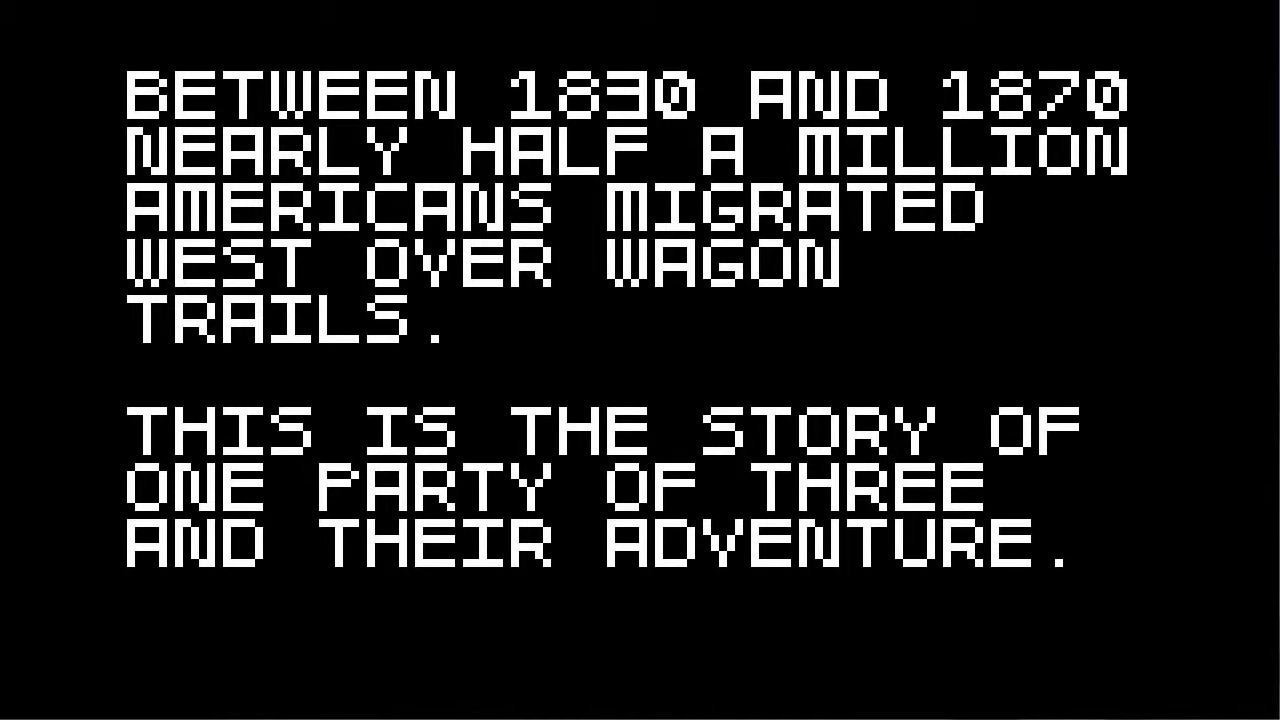 BETWEEN 1830 AND 1870
NEARLY HALF A MILLION
AMERICANS MIGRATED
WEST OVER WAGON
TRAILS.
THIS IS THE STORY OF
ONE PARTY OF THREE
AND THEIR ADVENTURE.